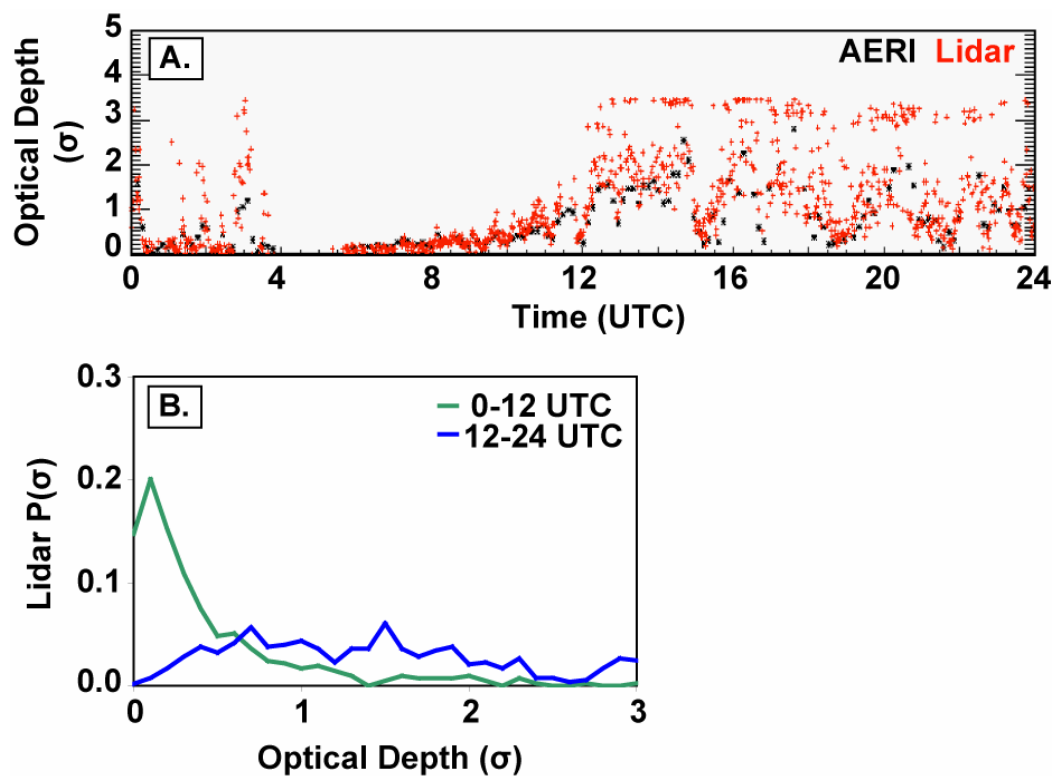 A.
AERI Lidar
5
4
3
2
1
0
Optical Depth
(σ)
0 4 8 12 16 20 24
Time (UTC)
B.
0-12 UTC
12-24 UTC
0.3
0.2
0.1
0.0
Lidar P(σ)
0 1 2 3
Optical Depth (σ)